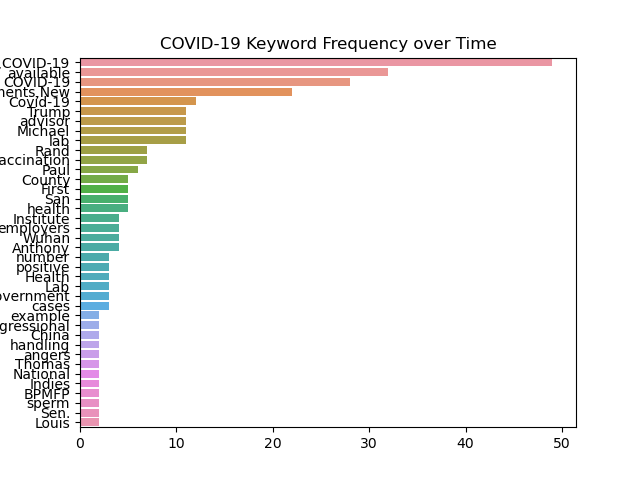 COVID-19 Keyword Frequency over Time
COVID-19
available
COVID-19
ments.New
Covid-19
Trump
advisor
Michael
lab
Rand
accination
Paul
County
First
San
health
Institute
employers
Wuhan
Anthony
number
positive
Health
Lab
overnment
cases
example
gressional
China
handling
angers
Thomas
National
Indies
BPMFP
sperm
Sen.
Louis
0 10 20 30 40 50